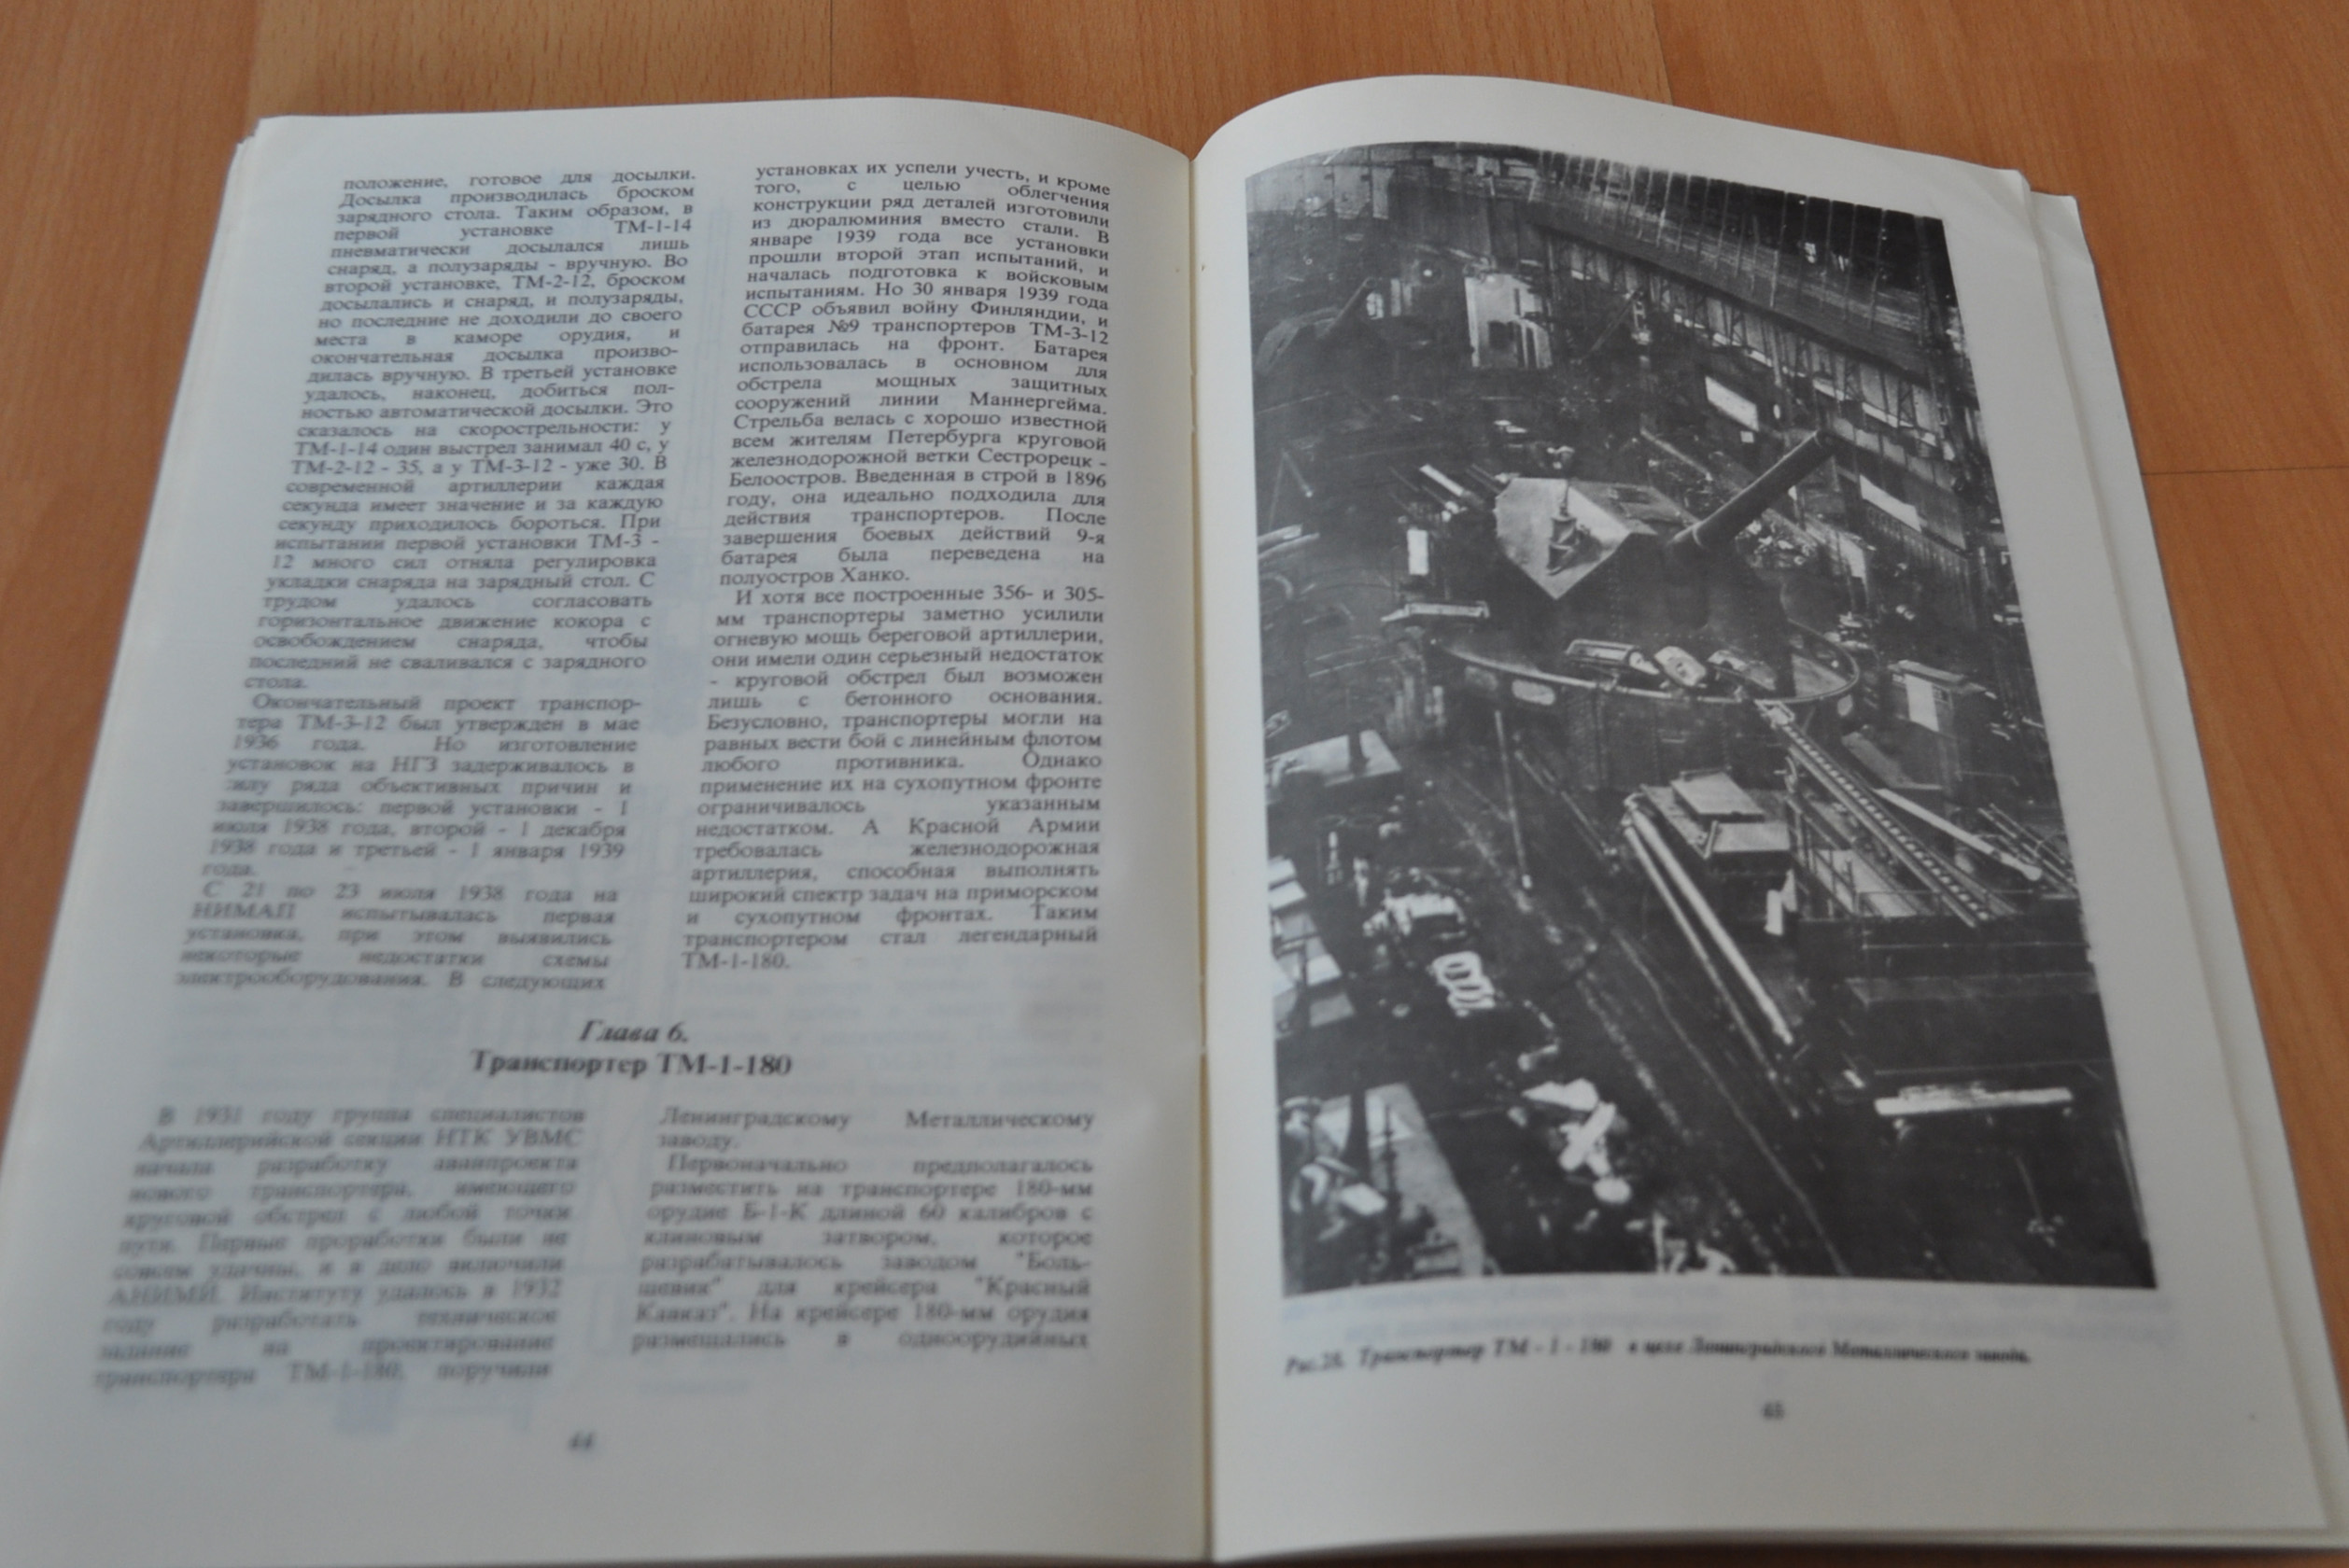 положение, готовое для досылки.
Досылка производилась броском
зарядного стола. Таким образом, в
первой установке ТМ-1-14
пневматически досылался лишь
снаряд, а полузаряды - вручную. Во
второй установке, ТМ-2-12, броском
досылались и снаряд, и полузаряды,
но последние не доходили до своего
места в каморе орудия, и
окончательная досылка произво-
дилась вручную. В третьей установке
удалось, наконец, добиться пол-
ностью автоматической досылки. Это
сказалось на скорострельности: у
ТМ-1-14 один выстрел занимал 40 с, у
ТМ-2-12 - 35, а у ТМ-3-12 - уже 30. В
современной артиллерии каждая
секунда имеет значение и за каждую
секунду приходилось бороться. При
испытании первой установки ТМ-3 -
12 много сил отняла регулировка
укладки снаряда на зарядный стол. С
трудом удалось согласовать
горизонтальное движение кокора с
освобождением снаряда, чтобы
последний не сваливался с зарядного
стола.
Окончательный проект транспор-
тера ТМ-3-12 был утвержден в мае
1936 года. Но изготовление
установок на НГЗ задерживалось в
силу ряда объективных причин и
завершилось: первой установки - 1
июля 1938 года, второй - 1 декабря
1938 года и третьей - 1 января 1939
года.
С 21 по 23 июля 1938 года на
НИМАП испытывалась первая
установка, при этом выявились
некоторые недостатки схемы
электрооборудования. В следующих
установках их успели учесть, и кроме
того, с целью облегчения
конструкции ряд деталей изготовили
из дюралюминия вместо стали. В
январе 1939 года все установки
прошли второй этап испытаний, и
началась подготовка к войсковым
испытаниям. Но 30 января 1939 года
СССР объявил войну Финляндии, и
батарея №9 транспортеров ТМ-3-12
отправилась на фронт. Батарея
использовалась в основном для
обстрела мощных защитных
сооружений линии Маннергейма.
Стрельба велась с хорошо известной
всем жителям Петербурга круговой
железнодорожной ветки Сестрорецк -
Белоостров. Введенная в строй в 1896
году, она идеально подходила для
действия транспортеров. После
завершения боевых действий 9-я
батарея была переведена на
полуостров Ханко.
И хотя все построенные 356- и 305-
мм транспортеры заметно усилили
огневую мощь береговой артиллерии,
они имели один серьезный недостаток
- круговой обстрел был возможен
лишь с бетонного основания.
Безусловно, транспортеры могли на
равных вести бой с линейным флотом
любого противника. Однако
применение их на сухопутном фронте
ограничивалось указанным
недостатком. А Красной Армии
требовалась железнодорожная
артиллерия, способная выполнять
широкий спектр задач на приморском
и сухопутном фронтах. Таким
транспортером стал легендарный
ТМ-1-180.
Глава 6.
Транспортер ТМ-1-180
В 1931 году группа специалистов
Артиллерийской секции НТК УВМС
начала разработку аванпроекта
нового транспортера, имеющего
круговой обстрел с любой точки
пути. Первые проработки были не
совсем удачны, и в дело включили
АНИМИ. Институту удалось в 1932
году разработать техническое
задание на проектирование
транспортера ТМ-1-180, поручили
Ленинградскому Металлическому
заводу.
Первоначально предполагалось
разместить на транспортере 180-мм
орудие Б-1-К длиной 60 калибров с
клиновым затвором, которое
разрабатывалось заводом "Боль-
шевик" для крейсера "Красный
Кавказ". На крейсере 180-мм орудия
размещались в одноорудийных
44
Рис.28. Транспортер ТМ - 1 - 180 в цехе Ленинградского Металлического завода.
45